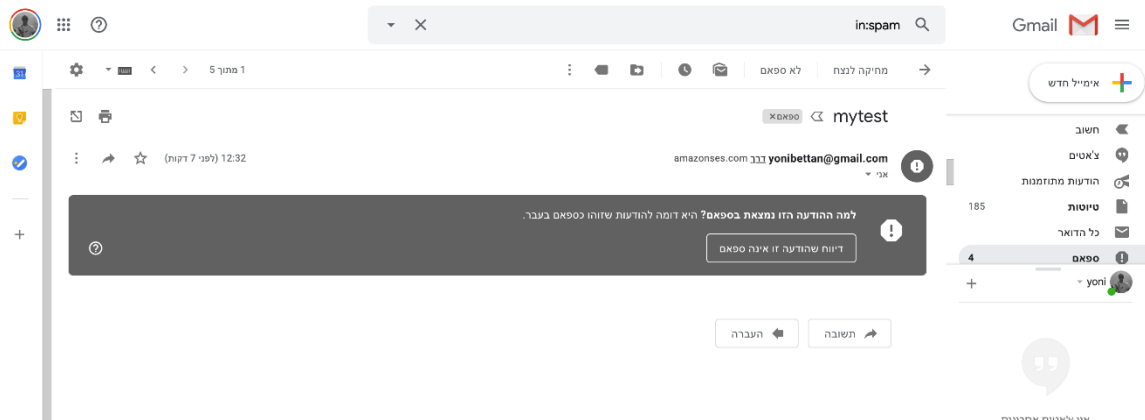 Gmail
in:spam
אימייל חדש
חשוב
צ'אטים
הודעות מתוזמנות
טיוטות 185
כל הדואר
ספאם 4
yoni
מחיקה לנצח
לא ספאם
1 מתוך 5
mytest
ספאם ×
yonibettan@gmail.com דרך amazonses.com
12:32 (לפני 7 דקות)
אני
למה ההודעה הזו נמצאת בספאם? היא דומה להודעות שזוהו כספאם בעבר.
דיווח שהודעה זו אינה ספאם
תשובה
העברה
31